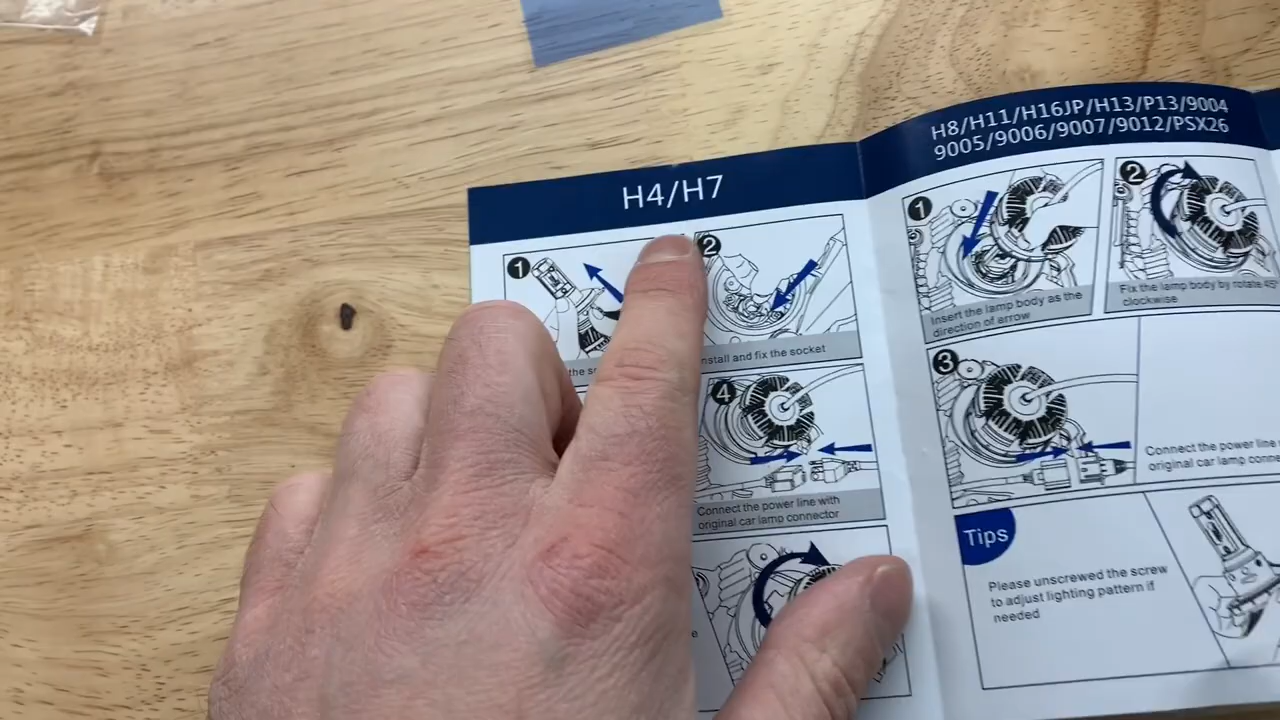 H4/H7
1
2
the
nstall and fix the socket
4
Connect the power line with
original car lamp connector
H8/H11/H16JP/H13/P13/9004
9005/9006/9007/9012/PSX26
1
Insert the lamp body as the
direction of arrow
2
Fix the lamp body by rotate 45°
clockwise
3
Connect the power line
original car lamp conne
Tips
Please unscrewed the screw
to adjust lighting pattern if
needed